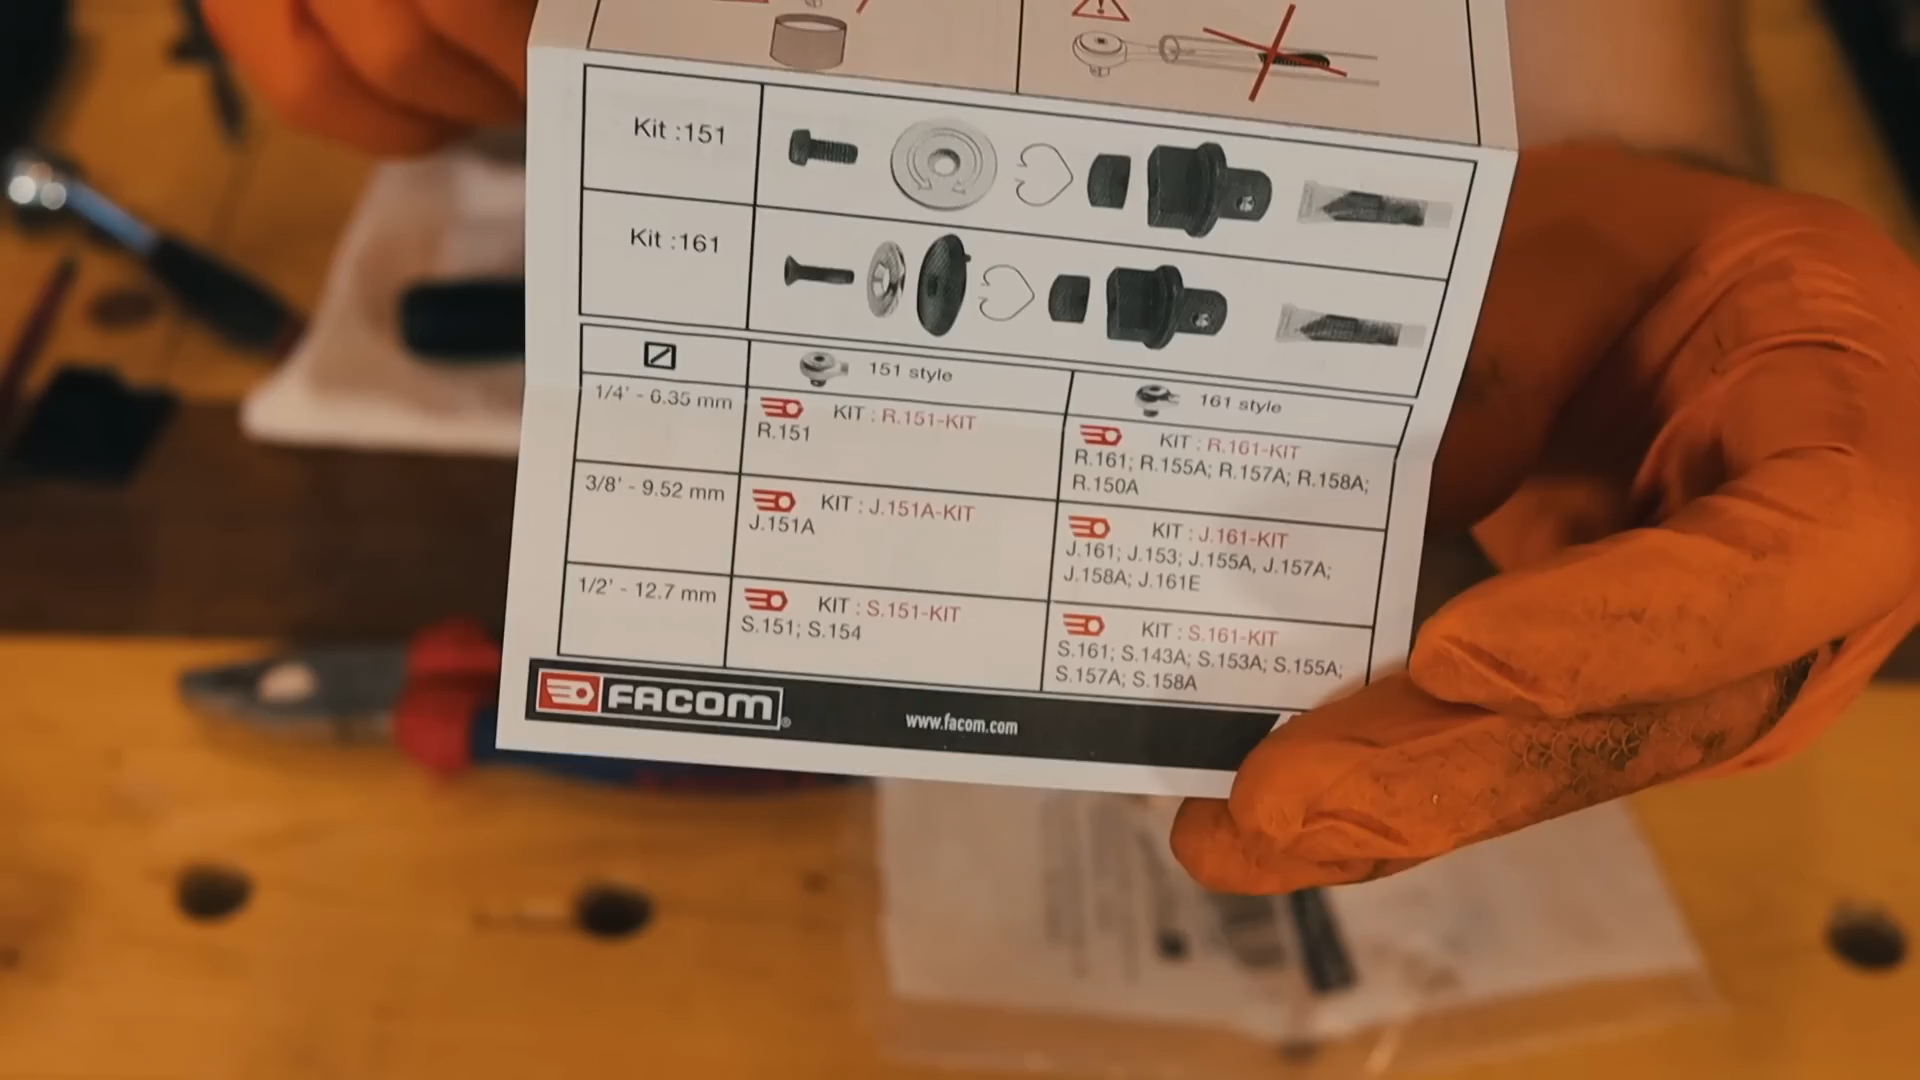 Kit :151
Kit :161
151 style
161 style
1/4' - 6.35 mm
KIT : R.151-KIT
R.151
KIT : R.161-KIT
R.161; R.155A; R.157A; R.158A;
R.150A
3/8' - 9.52 mm
KIT : J.151A-KIT
J.151A
KIT : J.161-KIT
J.161; J.153; J.155A, J.157A;
J.158A; J.161E
1/2' - 12.7 mm
KIT : S.151-KIT
S.151; S.154
KIT : S.161-KIT
S.161; S.143A; S.153A; S.155A;
S.157A; S.158A
FACOM®
www.facom.com